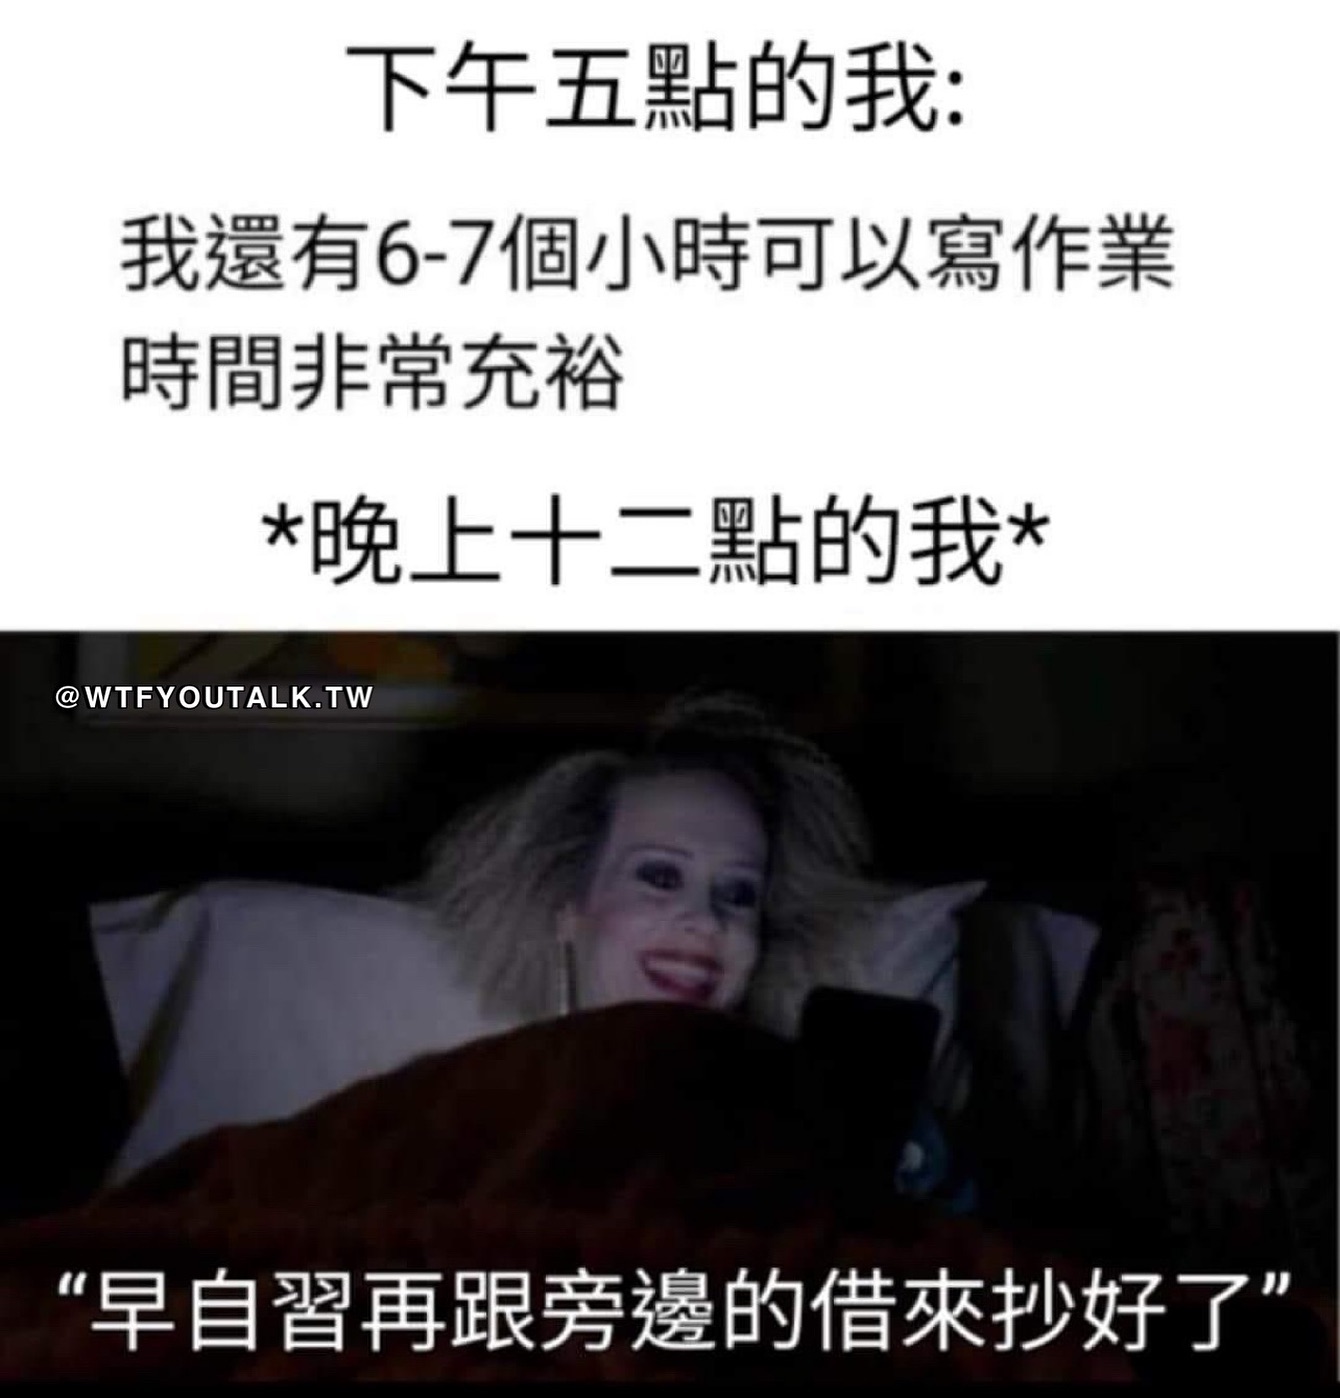 下午五點的我:
我還有6-7個小時可以寫作業
時間非常充裕
*晚上十二點的我*
@WTFYOUTALK.TW
“早自習再跟旁邊的借來抄好了”